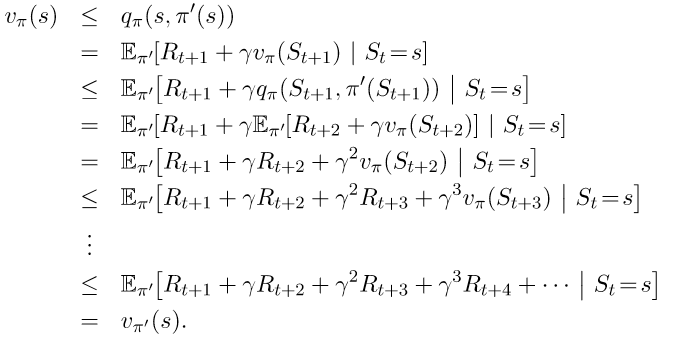 v_π(s) ≤ q_π(s, π′(s))
= 𝔼_π′[R_{t+1} + γv_π(S_{t+1}) | S_t=s]
≤ 𝔼_π′[R_{t+1} + γq_π(S_{t+1}, π′(S_{t+1})) | S_t=s]
= 𝔼_π′[R_{t+1} + γ𝔼_π′[R_{t+2} + γv_π(S_{t+2})] | S_t=s]
= 𝔼_π′[R_{t+1} + γR_{t+2} + γ²v_π(S_{t+2}) | S_t=s]
≤ 𝔼_π′[R_{t+1} + γR_{t+2} + γ²R_{t+3} + γ³v_π(S_{t+3}) | S_t=s]
⋮
≤ 𝔼_π′[R_{t+1} + γR_{t+2} + γ²R_{t+3} + γ³R_{t+4} + ⋯ | S_t=s]
= v_π′(s).